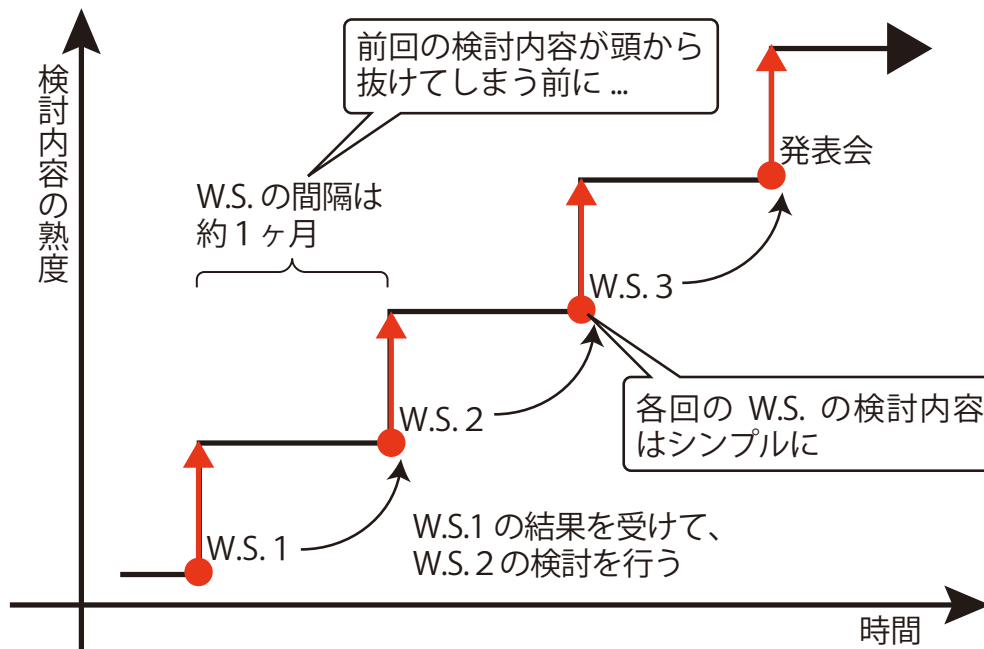 検討内容の熟度
前回の検討内容が頭から
抜けてしまう前に ...
発表会
W.S. の間隔は
約 1 ヶ月
W.S. 3
各回の W.S. の検討内容
はシンプルに
W.S. 2
W.S.1 の結果を受けて、
W.S. 2 の検討を行う
W.S. 1
時間